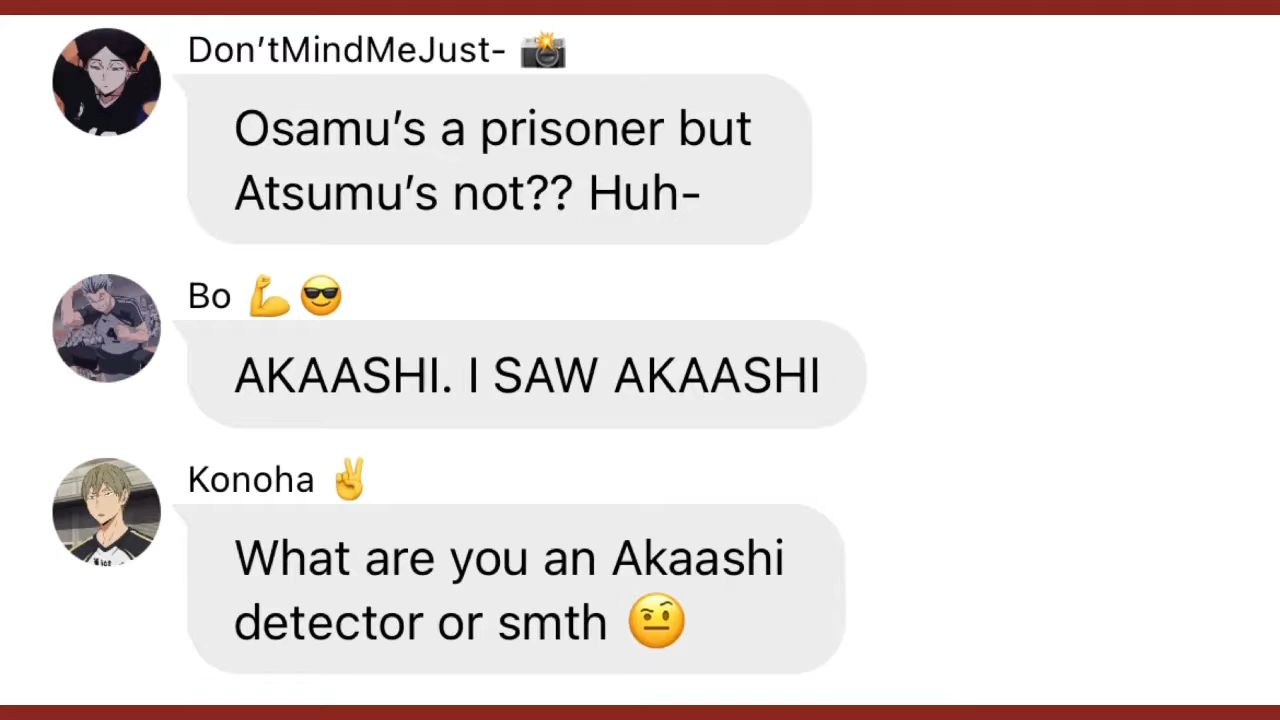 Don’tMindMeJust- 📸
Osamu’s a prisoner but
Atsumu’s not?? Huh-
Bo 💪😎
AKAASHI. I SAW AKAASHI
Konoha ✌️
What are you an Akaashi
detector or smth 🤨